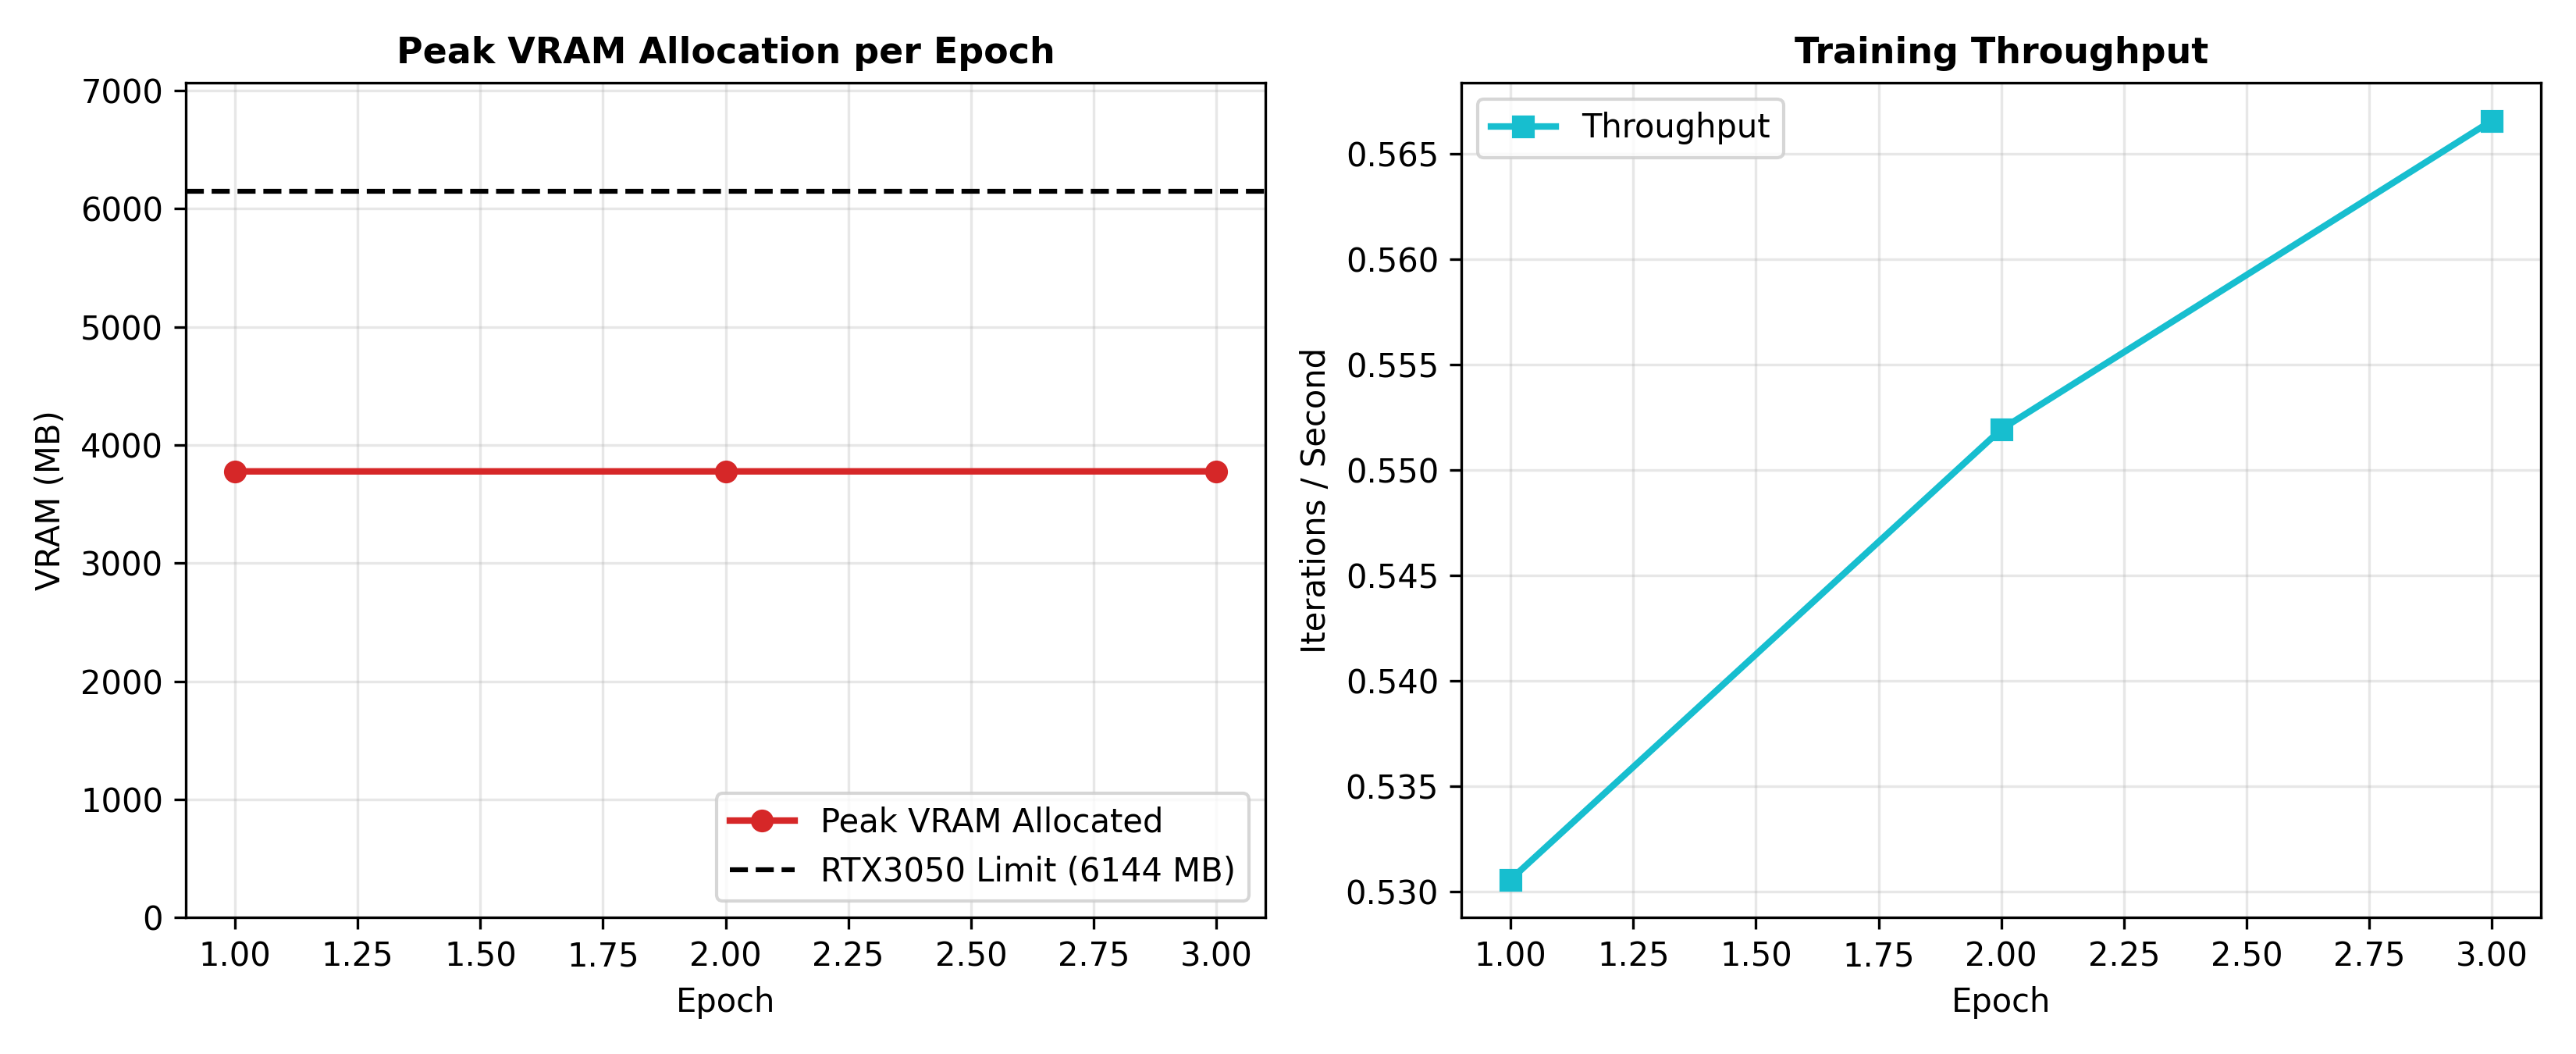 Peak VRAM Allocation per Epoch
7000
6000
5000
4000
3000
2000
1000
0
VRAM (MB)
Peak VRAM Allocated
RTX3050 Limit (6144 MB)
1.00 1.25 1.50 1.75 2.00 2.25 2.50 2.75 3.00
Epoch
Training Throughput
Throughput
0.565
0.560
0.555
0.550
0.545
0.540
0.535
0.530
Iterations / Second
1.00 1.25 1.50 1.75 2.00 2.25 2.50 2.75 3.00
Epoch